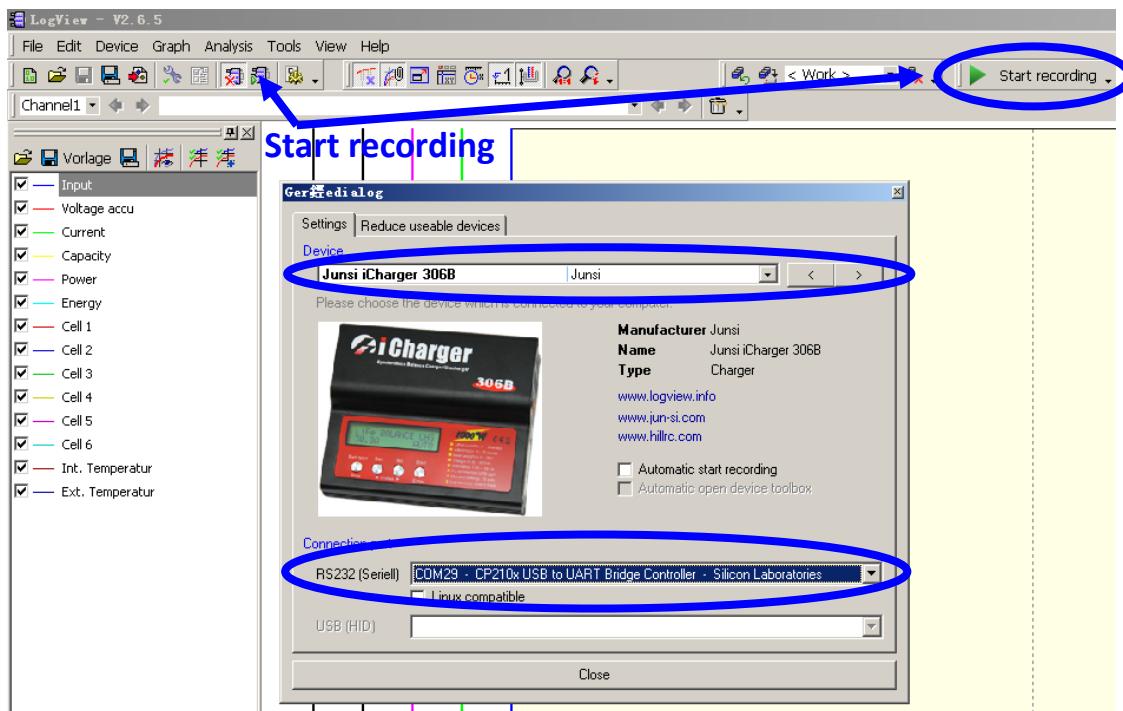 LogView - V2.6.5
File Edit Device Graph Analysis Tools View Help
< Work > Start recording
Channel1
Start recording
Vorlage
Input
Voltage accu
Current
Capacity
Power
Energy
Cell 1
Cell 2
Cell 3
Cell 4
Cell 5
Cell 6
Int. Temperatur
Ext. Temperatur
Settings Reduce useable devices
Device
Junsi iCharger 306B Junsi < >
Please choose the device which is connected to your computer.
Manufacturer Junsi
Name Junsi iCharger 306B
Type Charger
www.logview.info
www.jun-si.com
www.hillrc.com
iCharger
306B
Automatic start recording
Automatic open device toolbox
Connection
RS232 (Seriell) COM29 - CP210x USB to UART Bridge Controller - Silicon Laboratories
Linux compatible
USB (HID)
Close